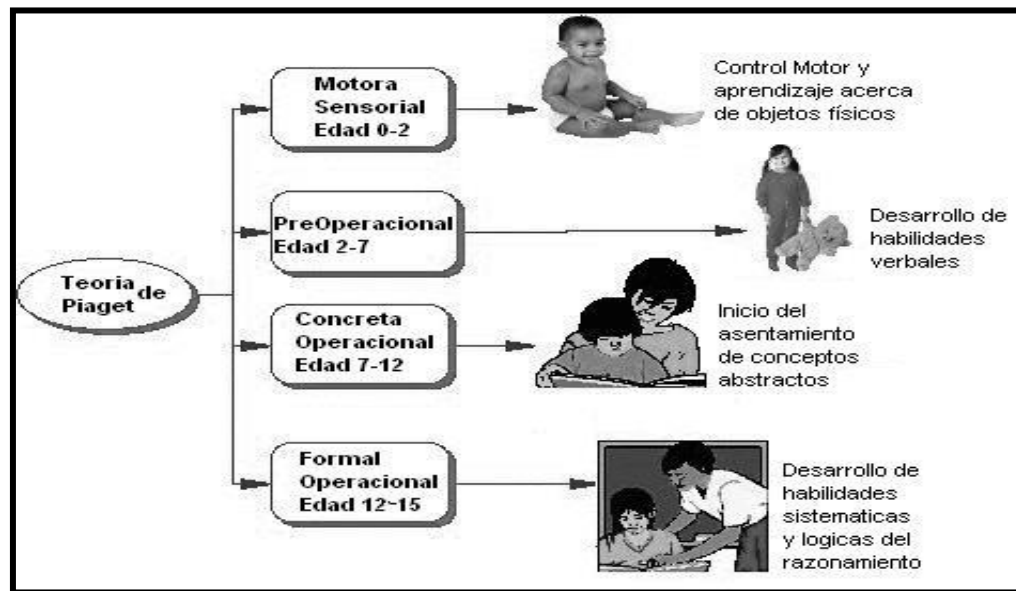 Teoria de
Piaget
Motora
Sensorial
Edad 0-2
Control Motor y
aprendizaje acerca
de objetos físicos
PreOperacional
Edad 2-7
Desarrollo de
habilidades
verbales
Concreta
Operacional
Edad 7-12
Inicio del
asentamiento
de conceptos
abstractos
Formal
Operacional
Edad 12-15
Desarrollo de
habilidades
sistematicas
y logicas del
razonamiento